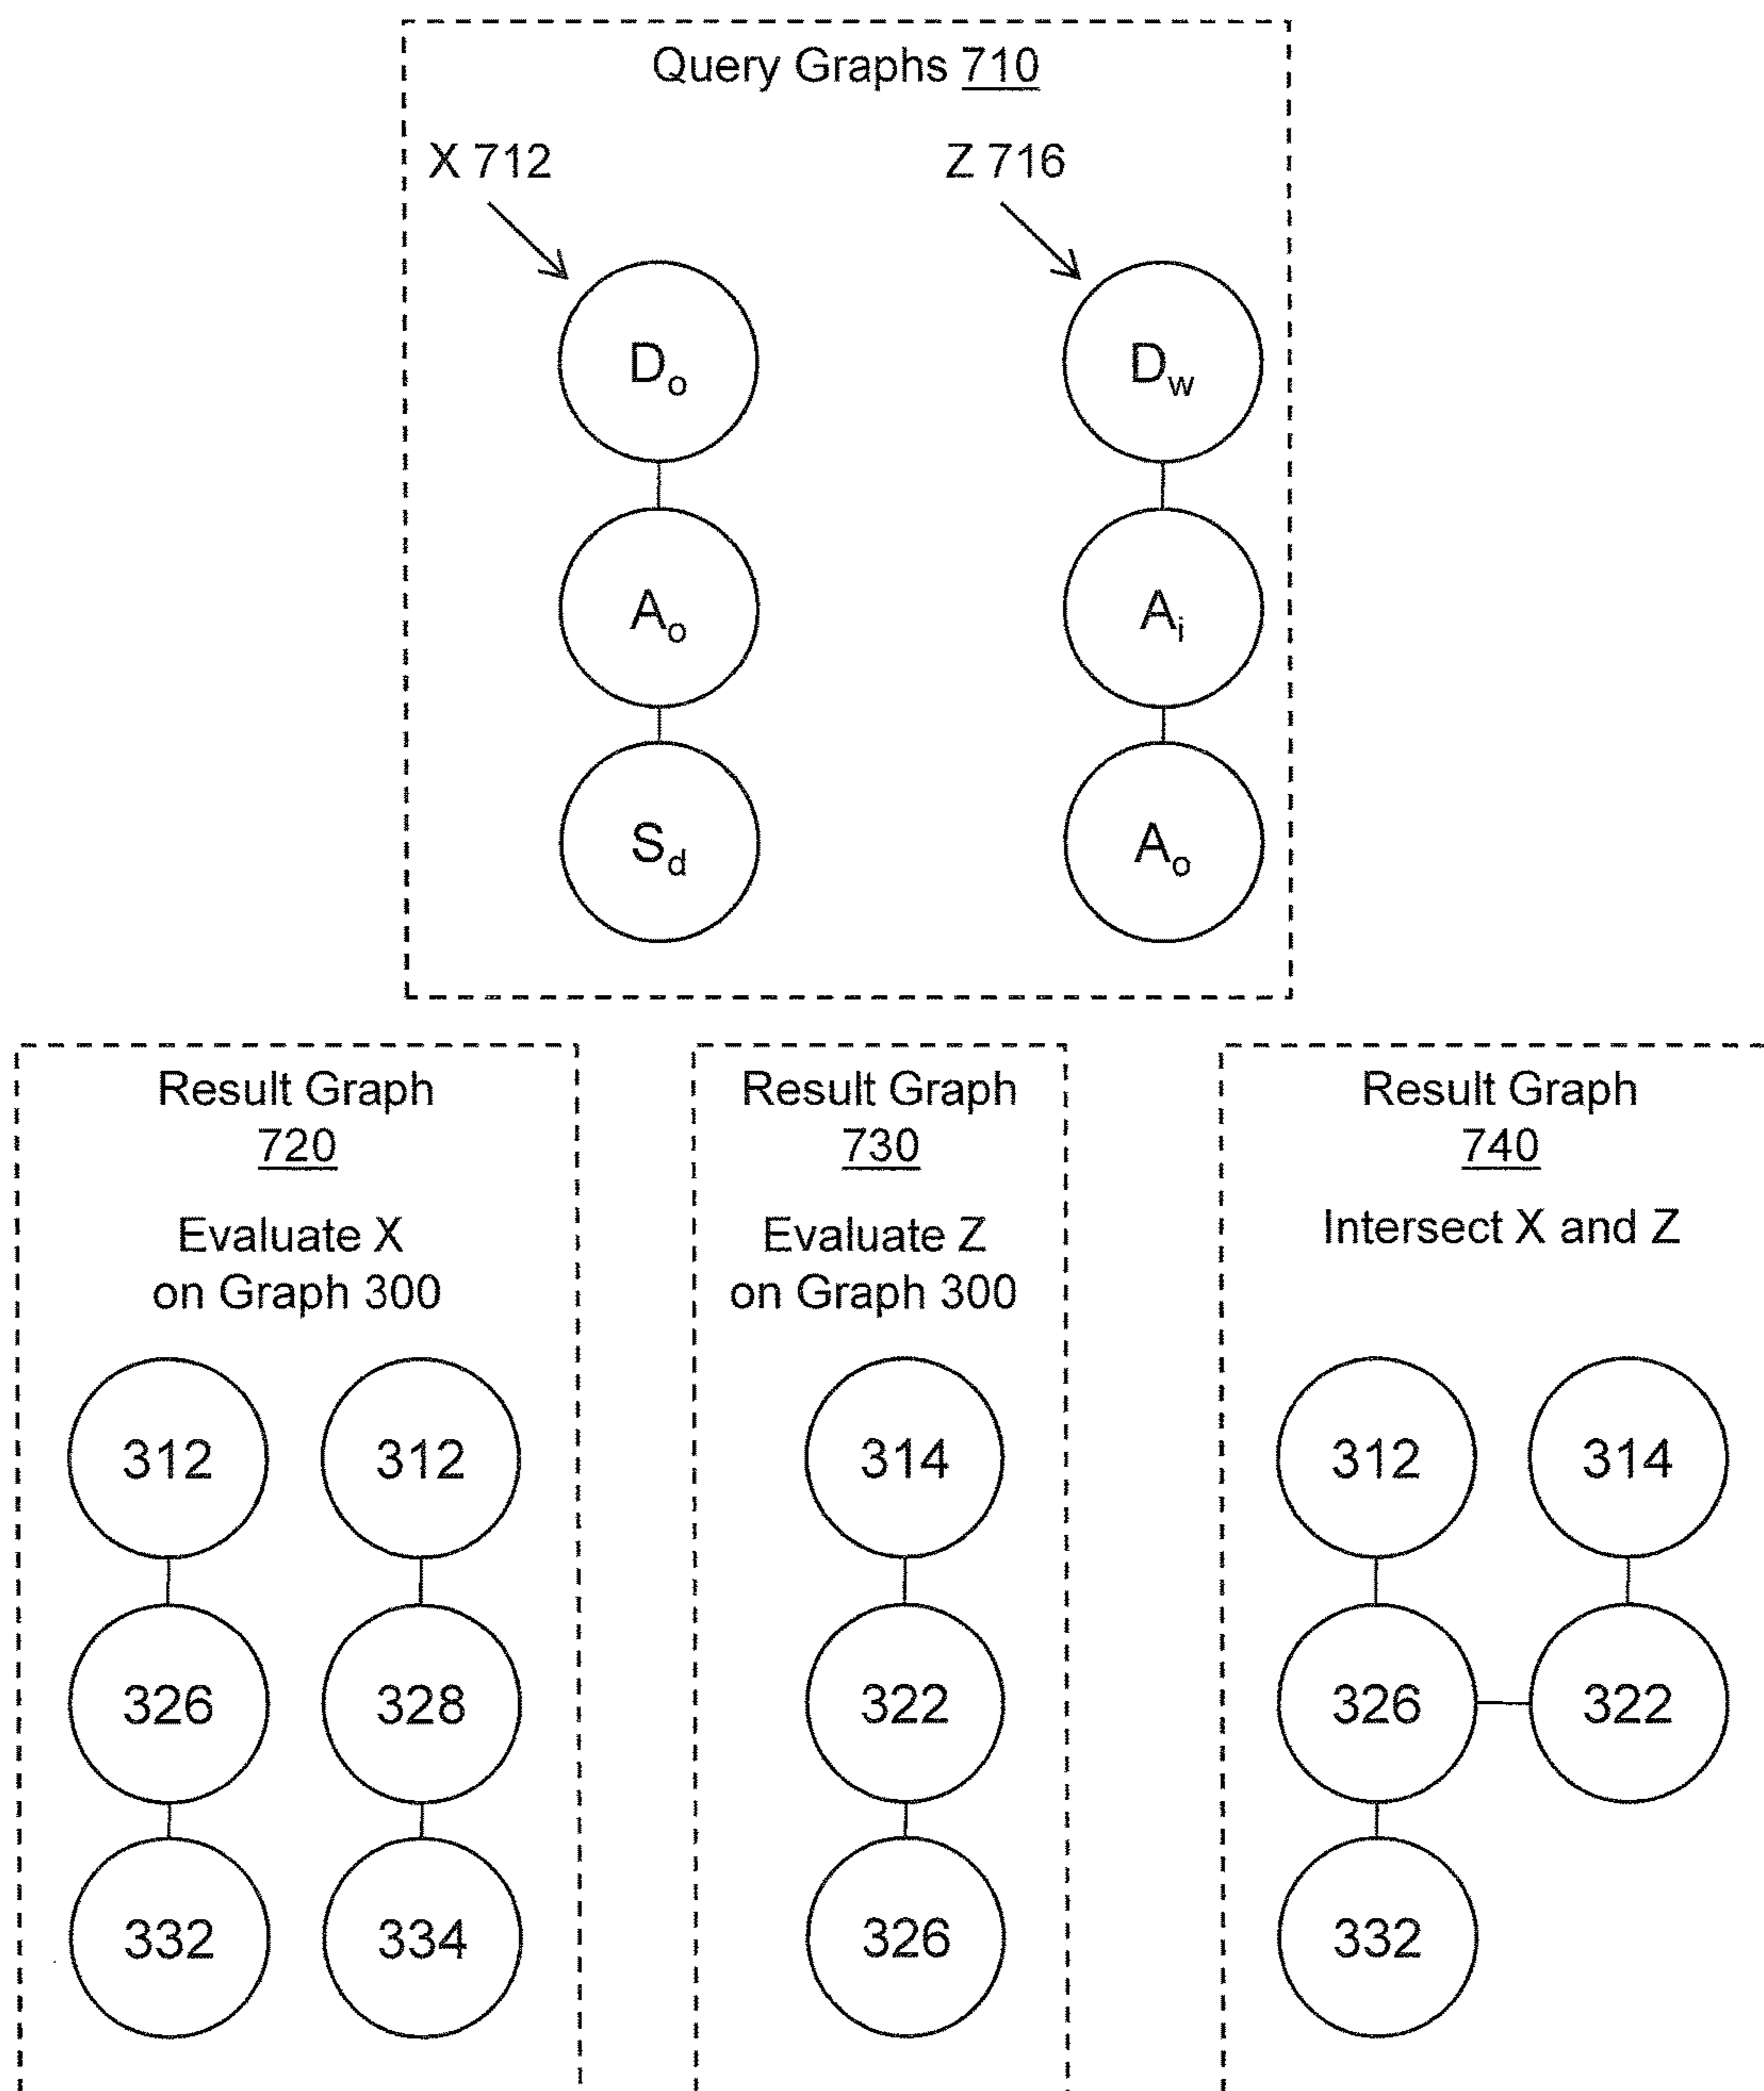 Query Graphs 710
X 712
Z 716
Do
Dw
Ao
Ai
Sd
Ao
Result Graph
720
Evaluate X
on Graph 300
312 312
326 328
332 334
Result Graph
730
Evaluate Z
on Graph 300
314
322
326
Result Graph
740
Intersect X and Z
312 314
326 322
332